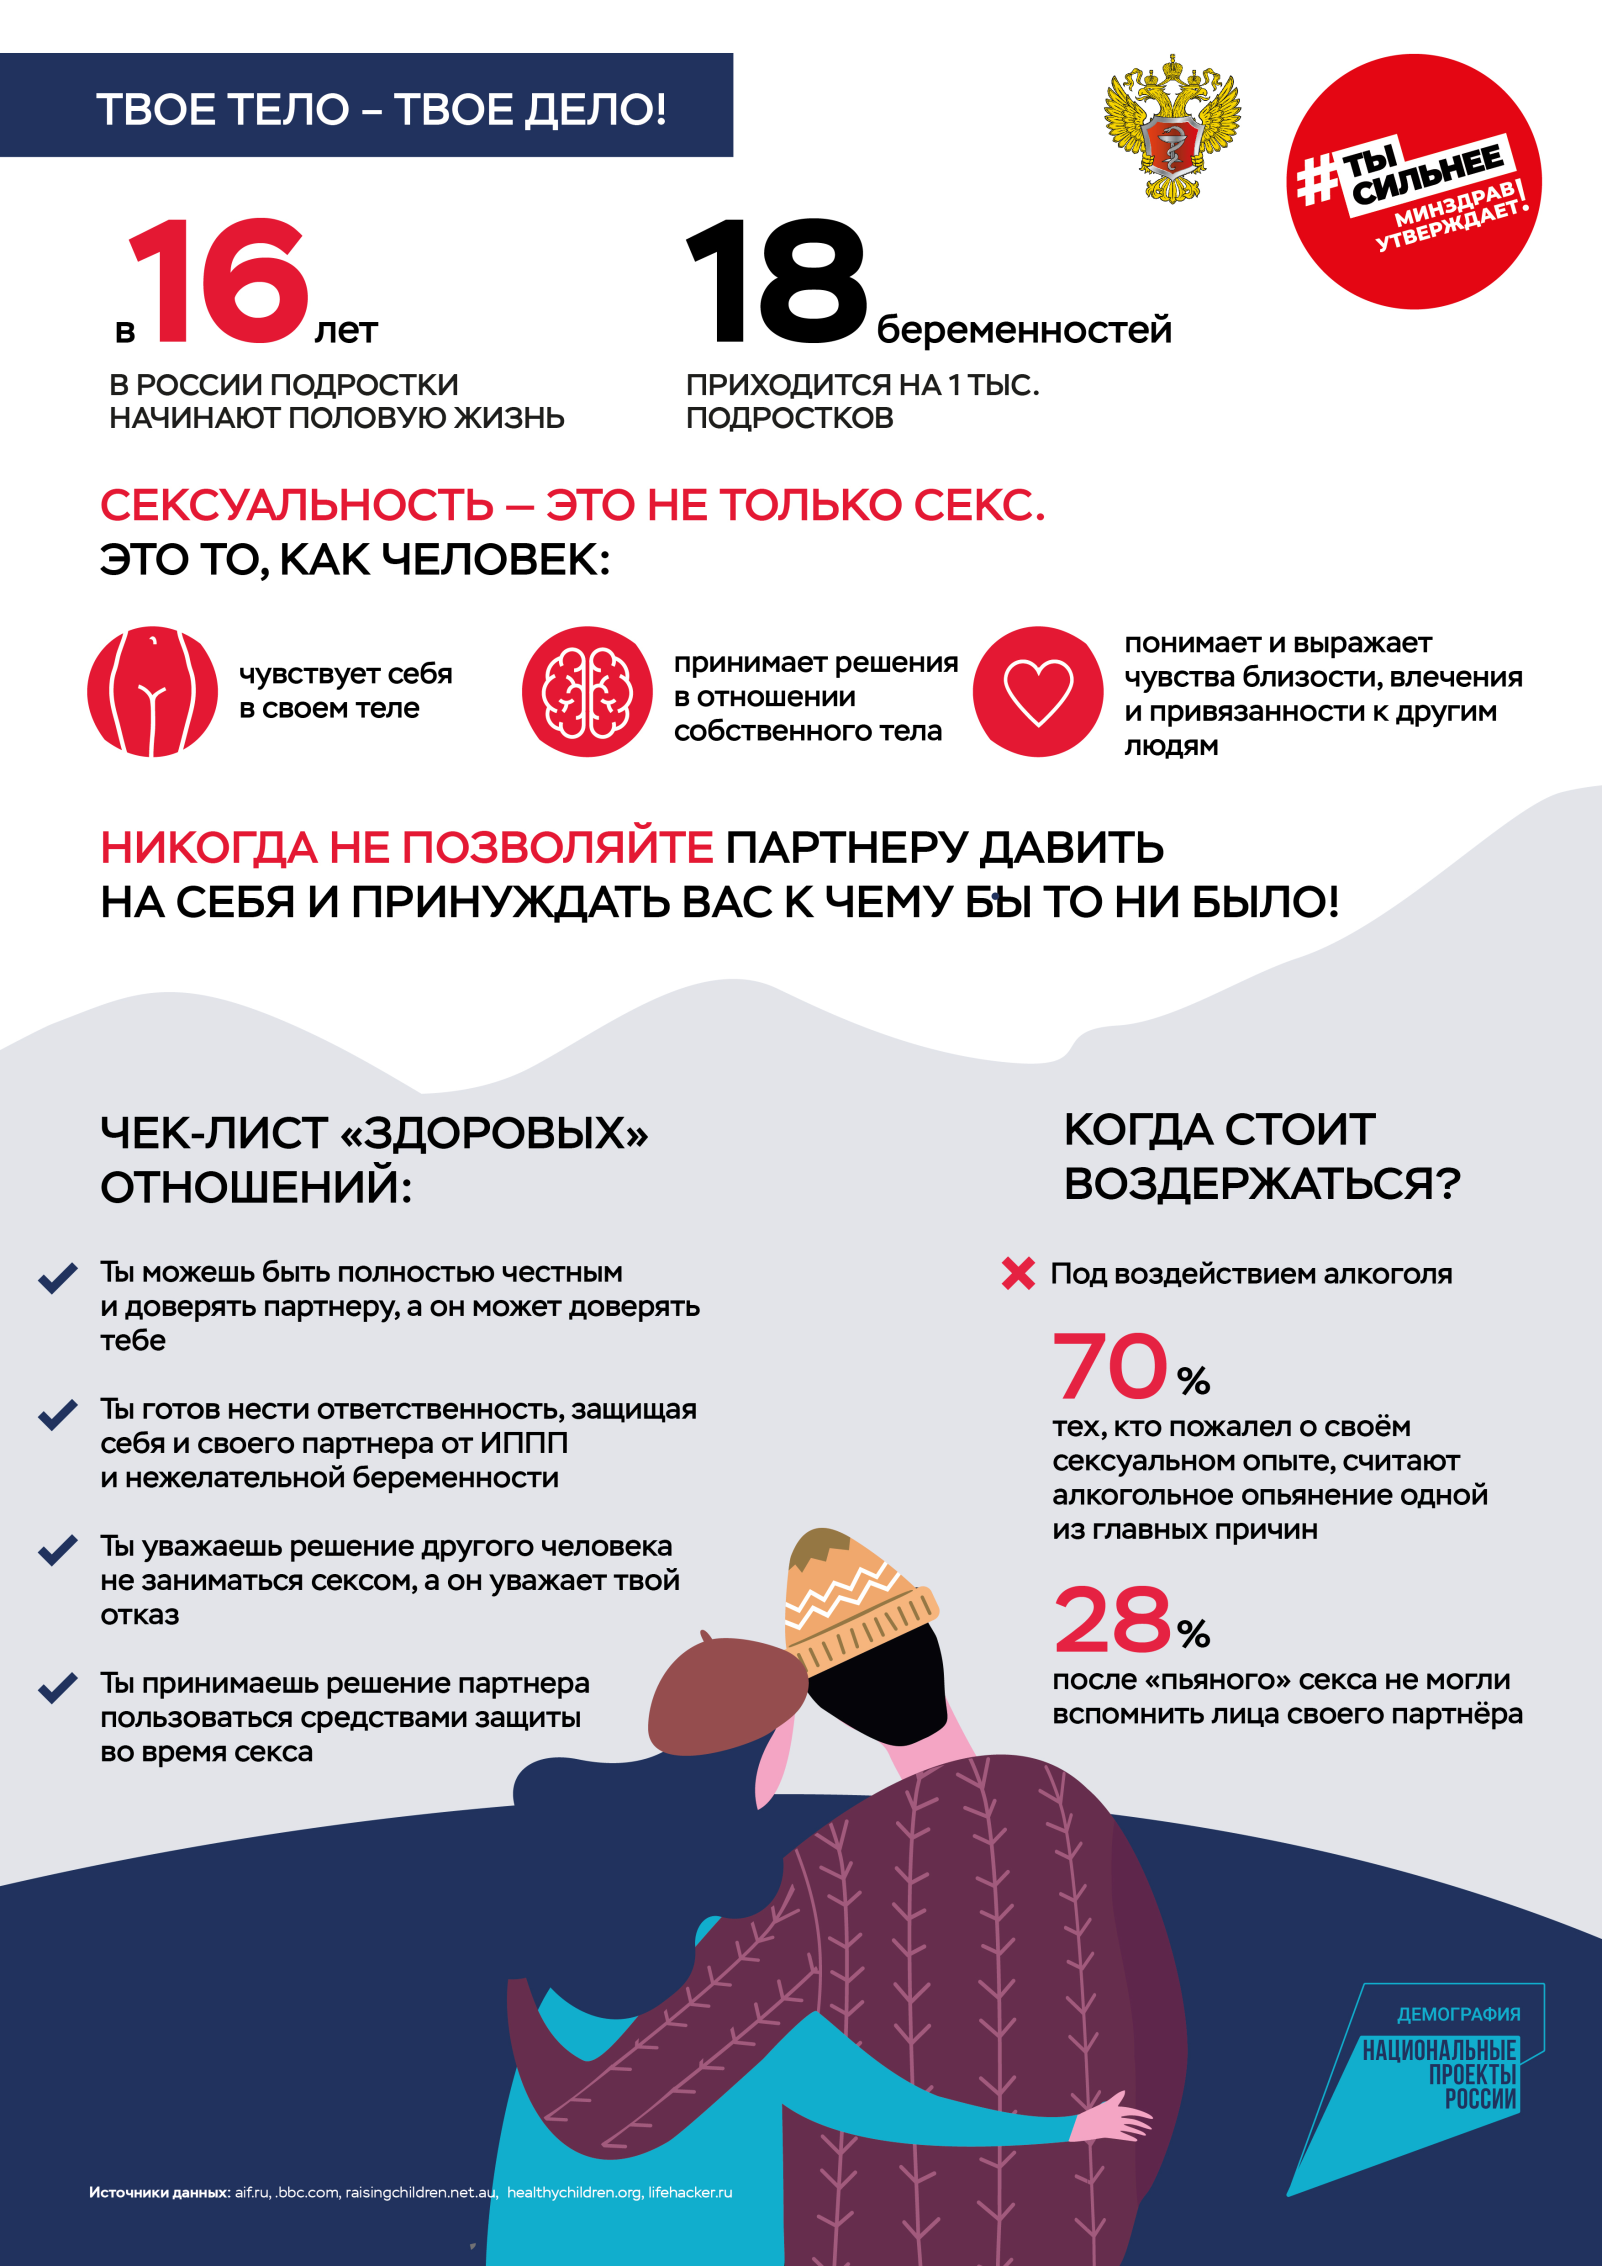 ТВОЕ ТЕЛО – ТВОЕ ДЕЛО!
#ТЫ
СИЛЬНЕЕ
МИНЗДРАВ
УТВЕРЖДАЕТ!
в 16 лет
В РОССИИ ПОДРОСТКИ
НАЧИНАЮТ ПОЛОВУЮ ЖИЗНЬ
18 беременностей
ПРИХОДИТСЯ НА 1 ТЫС.
ПОДРОСТКОВ
СЕКСУАЛЬНОСТЬ – ЭТО НЕ ТОЛЬКО СЕКС.
ЭТО ТО, КАК ЧЕЛОВЕК:
чувствует себя
в своем теле
принимает решения
в отношении
собственного тела
понимает и выражает
чувства близости, влечения
и привязанности к другим
людям
НИКОГДА НЕ ПОЗВОЛЯЙТЕ ПАРТНЕРУ ДАВИТЬ
НА СЕБЯ И ПРИНУЖДАТЬ ВАС К ЧЕМУ БЫ ТО НИ БЫЛО!
ЧЕК-ЛИСТ «ЗДОРОВЫХ»
ОТНОШЕНИЙ:
Ты можешь быть полностью честным
и доверять партнеру, а он может доверять
тебе
Ты готов нести ответственность, защищая
себя и своего партнера от ИППП
и нежелательной беременности
Ты уважаешь решение другого человека
не заниматься сексом, а он уважает твой
отказ
Ты принимаешь решение партнера
пользоваться средствами защиты
во время секса
КОГДА СТОИТ
ВОЗДЕРЖАТЬСЯ?
Под воздействием алкоголя
70 %
тех, кто пожалел о своём
сексуальном опыте, считают
алкогольное опьянение одной
из главных причин
28 %
после «пьяного» секса не могли
вспомнить лица своего партнёра
ДЕМОГРАФИЯ
НАЦИОНАЛЬНЫЕ
ПРОЕКТЫ
РОССИИ
Источники данных: aif.ru, .bbc.com, raisingchildren.net.au, healthychildren.org, lifehacker.ru